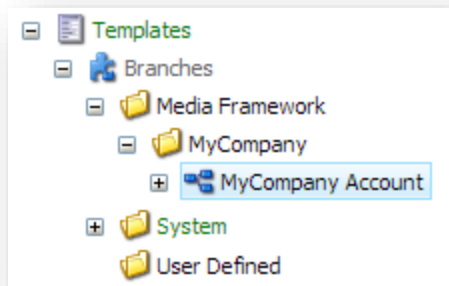 Templates
Branches
Media Framework
MyCompany
MyCompany Account
System
User Defined